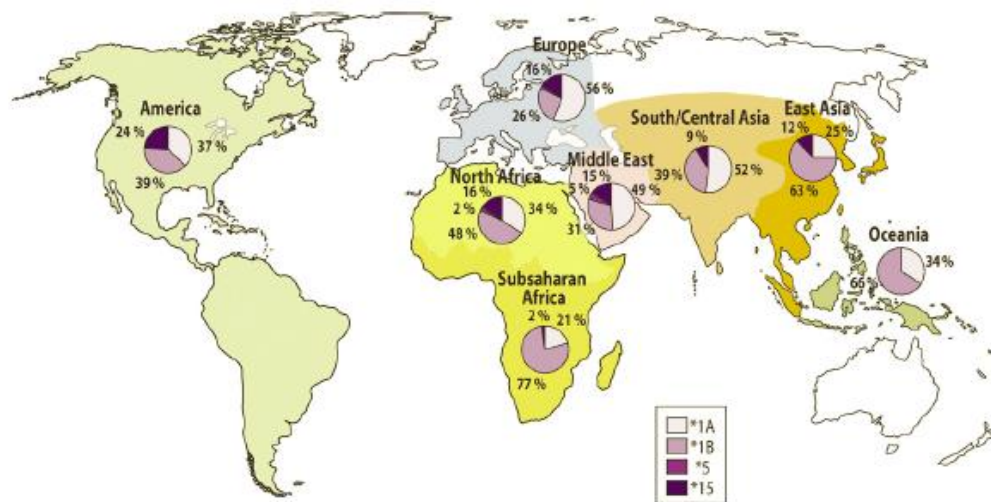 Europe
16 %
56 %
26 %
America
24 %
37 %
39 %
South/Central Asia
9 %
39 %
52 %
East Asia
12 %
25 %
63 %
Middle East
15 %
5 %
49 %
31 %
North Africa
16 %
2 %
34 %
48 %
Oceania
34 %
66 %
Subsaharan
Africa
2 %
21 %
77 %
*1A
*1B
*5
*15